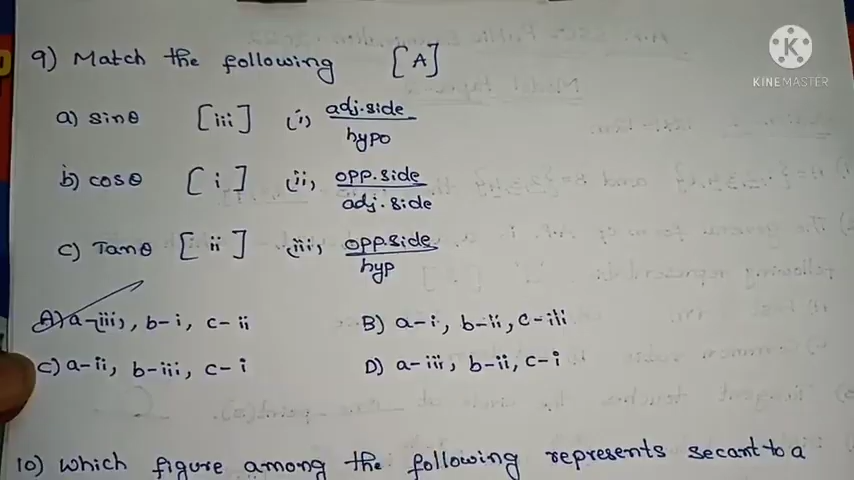 9) Match the following [A]
a) sinθ [iii] (i) adj.side / hypo
b) cosθ [i] (ii, opp.side / adj.side
c) Tanθ [ii] (iii, opp.side / hyp
A) a-iii, b-i, c-ii B) a-i, b-ii, c-iii
C) a-ii, b-iii, c-i D) a-iii, b-ii, c-i
10) which figure among the following represents secant to a
K
KINEMASTER